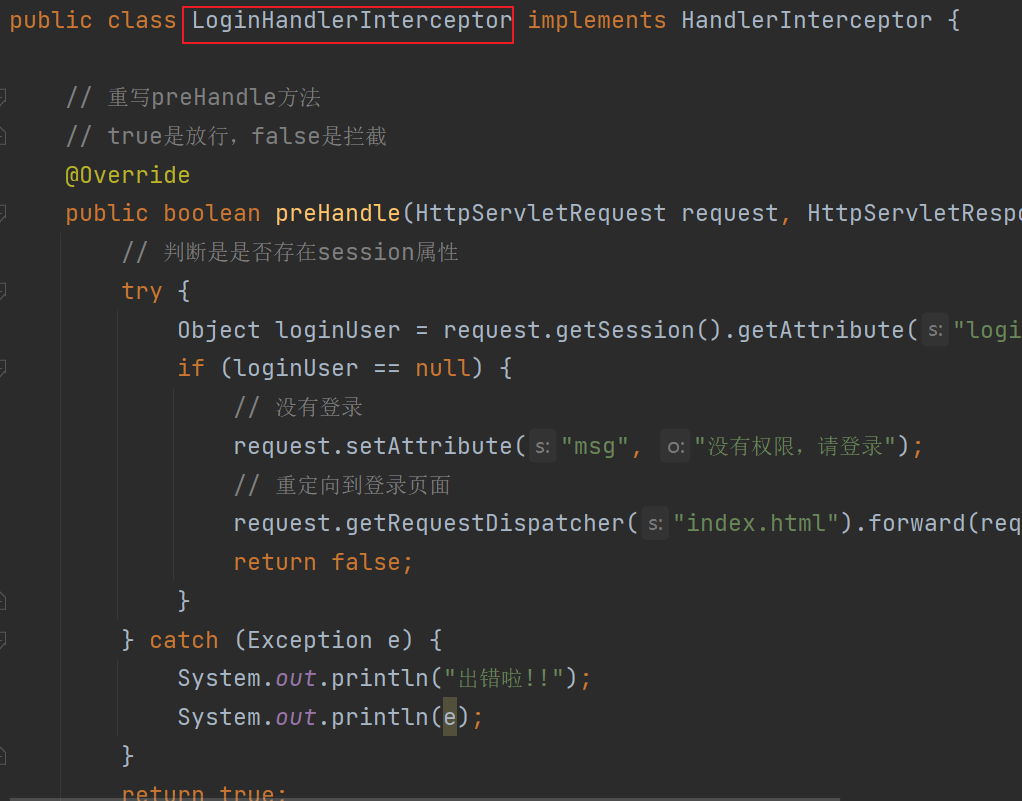 public class LoginHandlerInterceptor implements HandlerInterceptor {
// 重写preHandle方法
// true是放行，false是拦截
@Override
public boolean preHandle(HttpServletRequest request, HttpServletRespo
// 判断是是否存在session属性
try {
Object loginUser = request.getSession().getAttribute( s: "logi
if (loginUser == null) {
// 没有登录
request.setAttribute( s: "msg", o: "没有权限，请登录");
// 重定向到登录页面
request.getRequestDispatcher( s: "index.html").forward(req
return false;
}
} catch (Exception e) {
System.out.println("出错啦!!");
System.out.println(e);
}
return true;